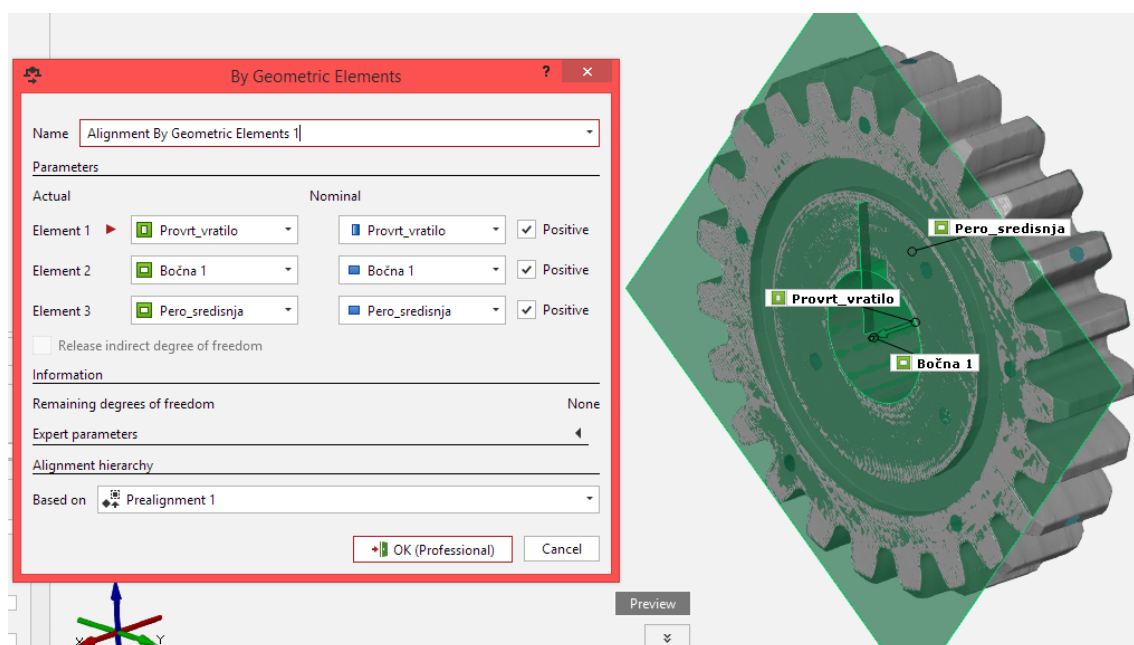 By Geometric Elements ? ×
Name Alignment By Geometric Elements 1
Parameters
Actual Nominal
Element 1 Provrt_vratilo Provrt_vratilo Positive
Element 2 Bočna 1 Bočna 1 Positive
Element 3 Pero_sredisnja Pero_sredisnja Positive
Release indirect degree of freedom
Information
Remaining degrees of freedom None
Expert parameters
Alignment hierarchy
Based on Prealignment 1
OK (Professional) Cancel
Pero_sredisnja
Provrt_vratilo
Bočna 1
Preview
X Y